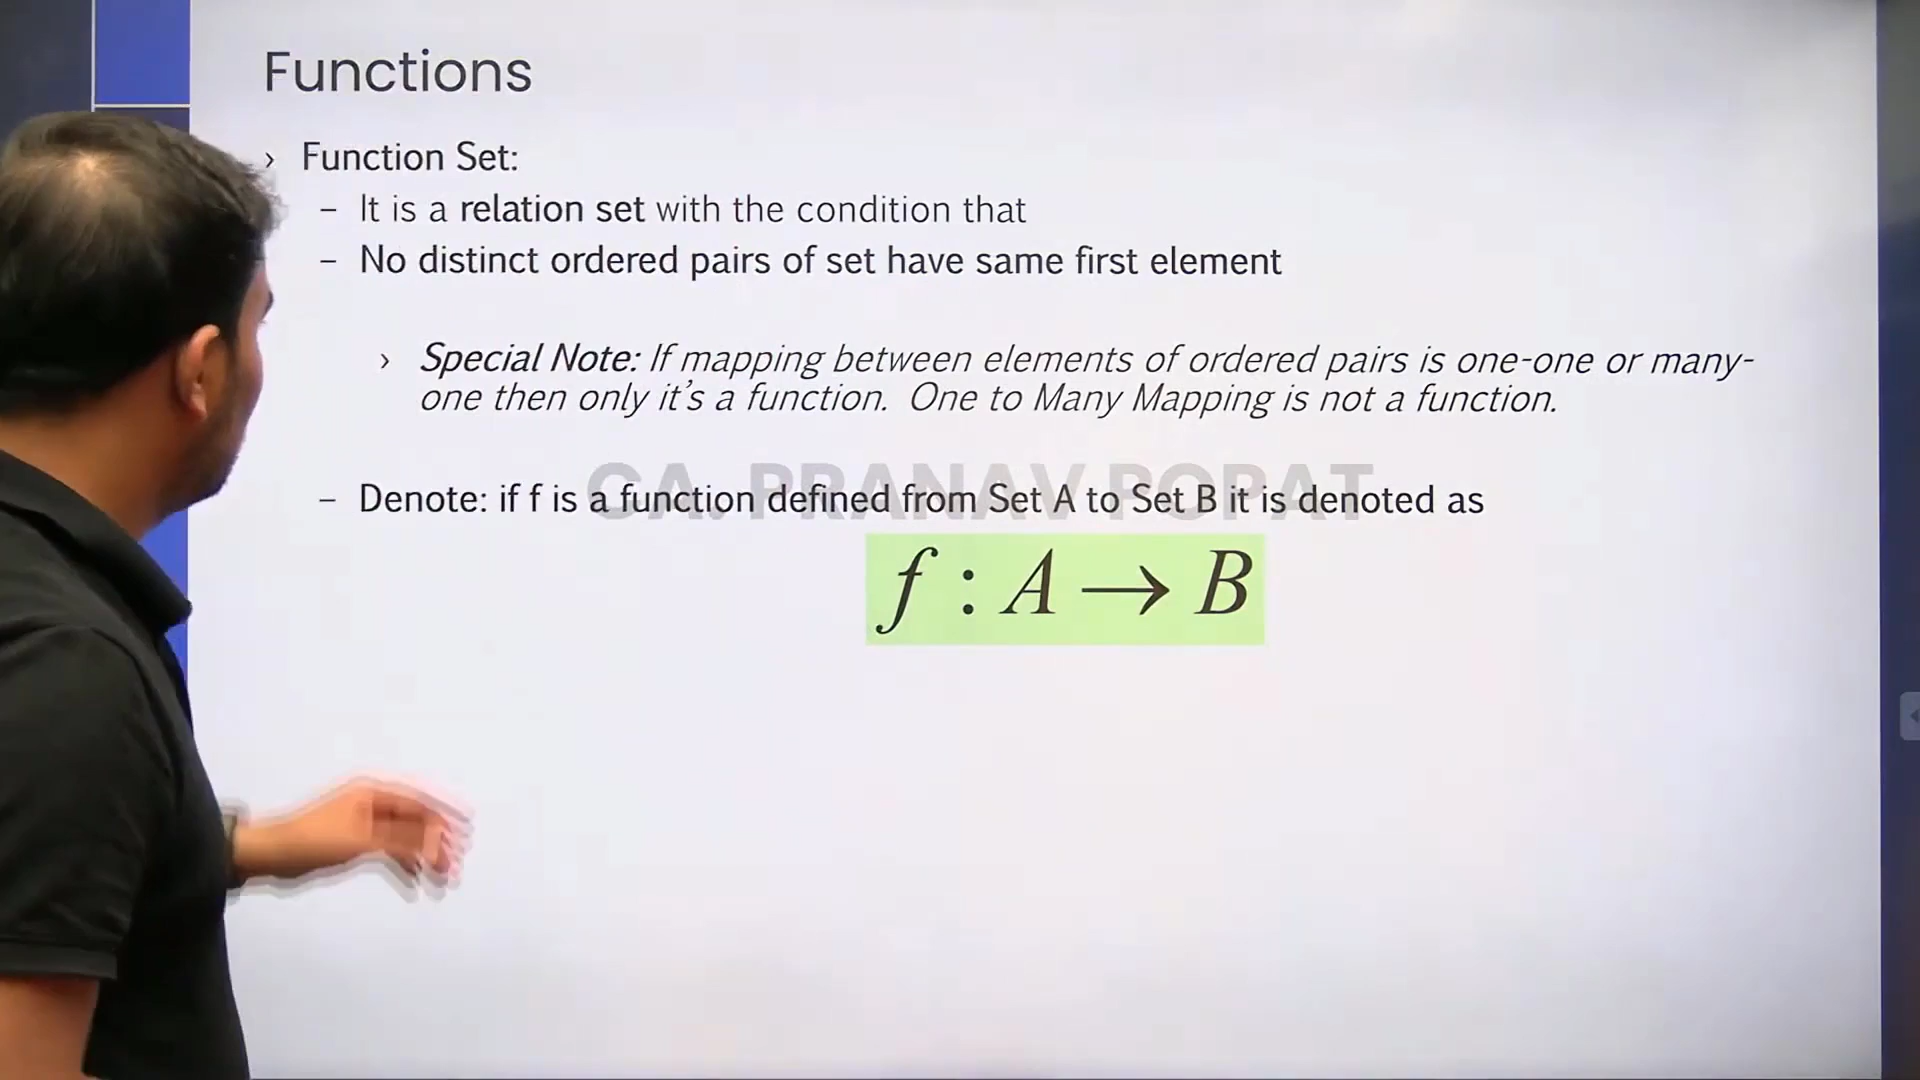 Functions
› Function Set:
– It is a relation set with the condition that
– No distinct ordered pairs of set have same first element
› Special Note: If mapping between elements of ordered pairs is one-one or many-
one then only it's a function. One to Many Mapping is not a function.
CA. PRANAV POPAT
– Denote: if f is a function defined from Set A to Set B it is denoted as
f : A → B